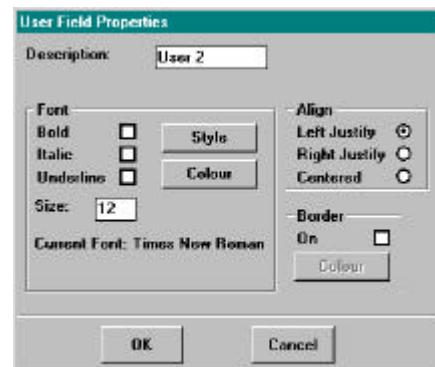 User Field Properties
Description: User 2
Font
Bold
Italic
Underline
Style
Colour
Size: 12
Current Font: Times New Roman
Align
Left Justify
Right Justify
Centered
Border
On
Colour
OK
Cancel